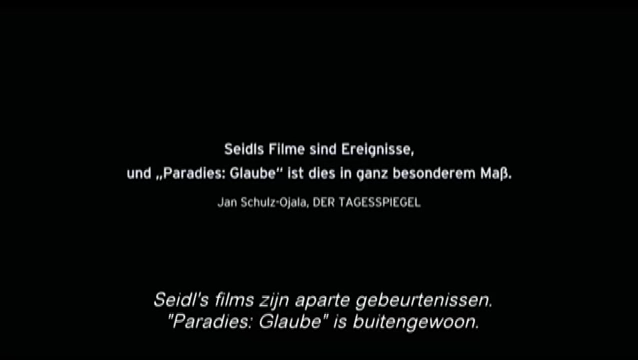 Seidls Filme sind Ereignisse,
und „Paradies: Glaube“ ist dies in ganz besonderem Maß.
Jan Schulz-Ojala, DER TAGESSPIEGEL
Seidl's films zijn aparte gebeurtenissen.
"Paradies: Glaube" is buitengewoon.